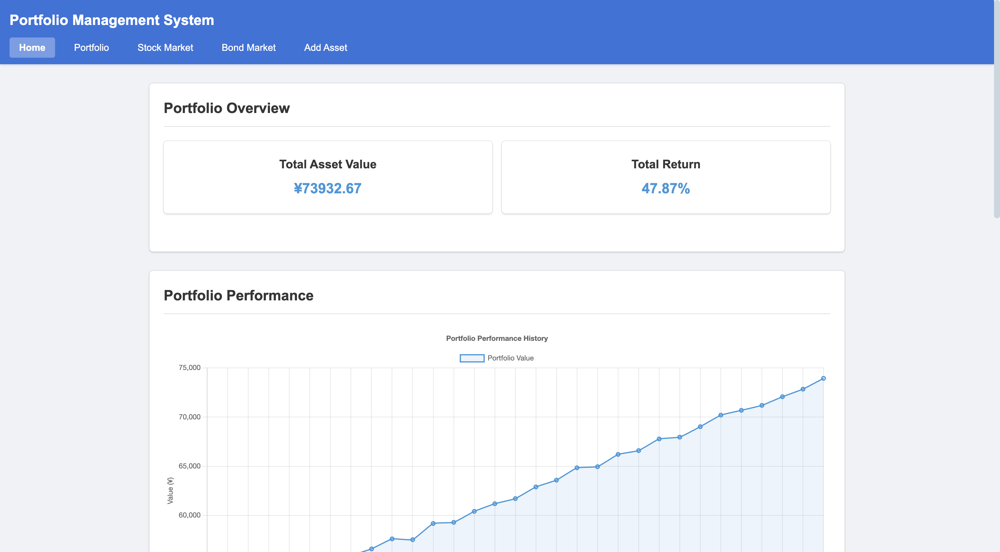 Portfolio Management System
Home Portfolio Stock Market Bond Market Add Asset
Portfolio Overview
Total Asset Value
¥73932.67
Total Return
47.87%
Portfolio Performance
Portfolio Performance History
Portfolio Value
75,000
70,000
65,000
60,000
Value (¥)